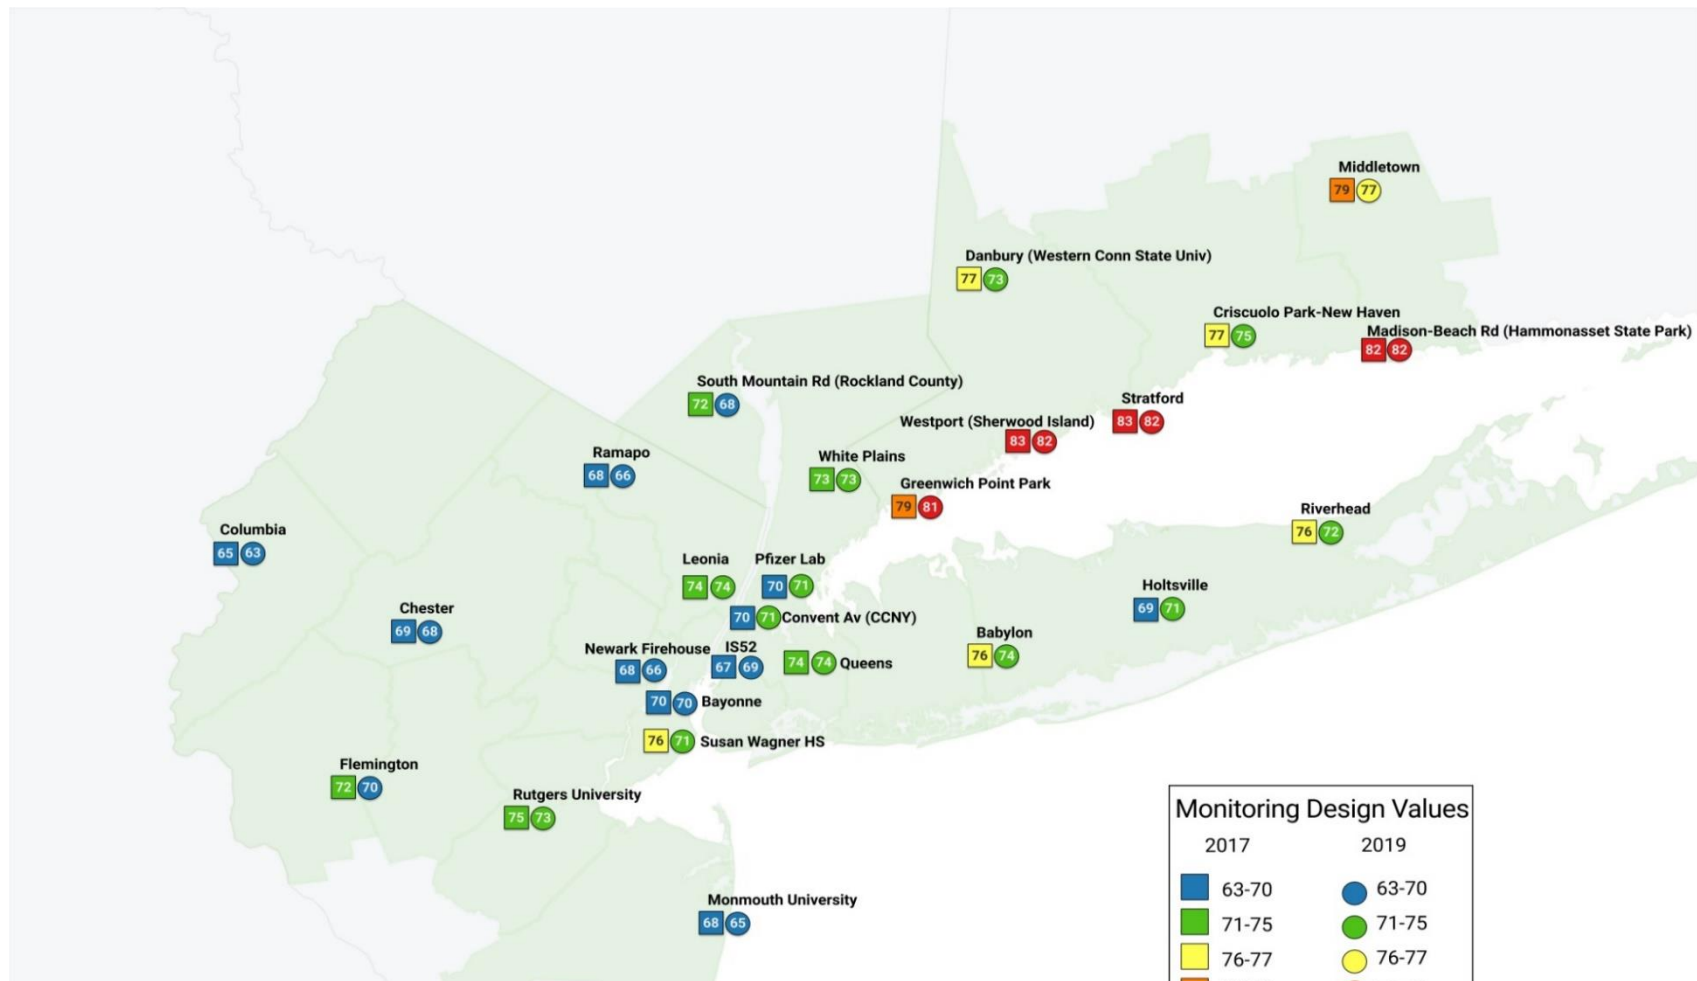 Middletown
79 77
Danbury (Western Conn State Univ)
77 73
Criscuolo Park-New Haven
77 75
Madison-Beach Rd (Hammonasset State Park)
82 82
South Mountain Rd (Rockland County)
72 68
Stratford
83 82
Westport (Sherwood Island)
83 82
Ramapo
68 66
White Plains
73 73
Greenwich Point Park
79 81
Riverhead
76 72
Columbia
65 63
Leonia
74 74
Pfizer Lab
70 71
Holtsville
69 71
Chester
69 68
70 71 Convent Av (CCNY)
Babylon
76 74
Newark Firehouse
68 66
IS52
67 69
74 74 Queens
70 70 Bayonne
76 71 Susan Wagner HS
Flemington
72 70
Rutgers University
75 73
Monmouth University
68 65
Monitoring Design Values
2017 2019
63-70 63-70
71-75 71-75
76-77 76-77